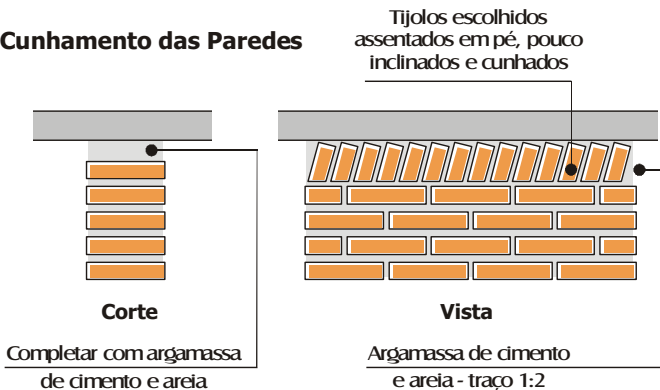 Cunhamento das Paredes
Tijolos escolhidos
assentados em pé, pouco
inclinados e cunhados
Corte
Vista
Completar com argamassa
de cimento e areia
Argamassa de cimento
e areia - traço 1:2